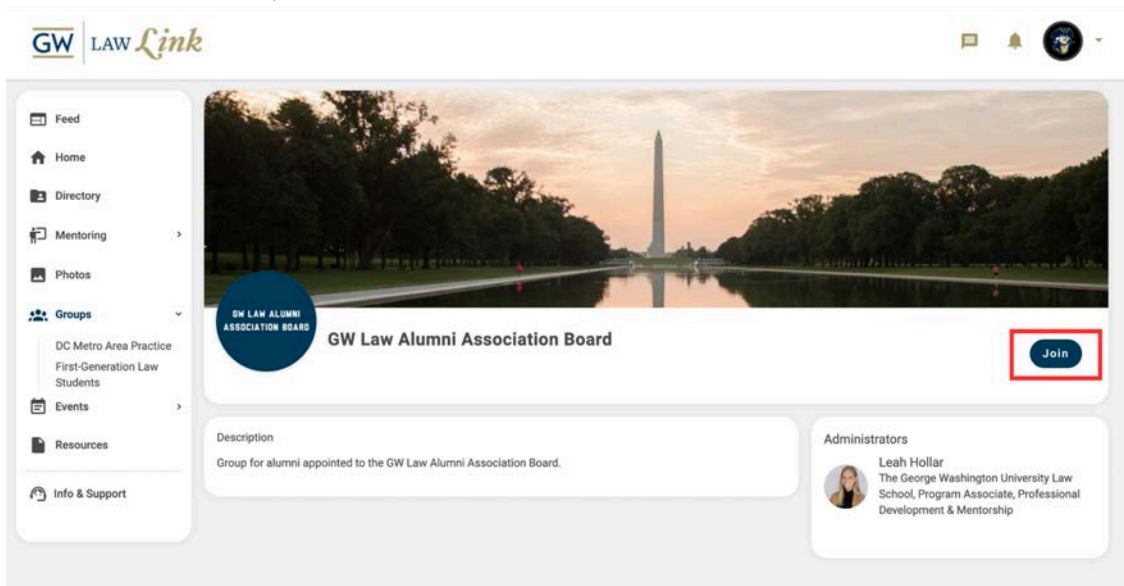 GW LAW Link
Feed
Home
Directory
Mentoring
Photos
Groups
DC Metro Area Practice
First-Generation Law
Students
Events
Resources
Info & Support
GW LAW ALUMNI
ASSOCIATION BOARD
GW Law Alumni Association Board
Join
Description
Group for alumni appointed to the GW Law Alumni Association Board.
Administrators
Leah Hollar
The George Washington University Law
School, Program Associate, Professional
Development & Mentorship